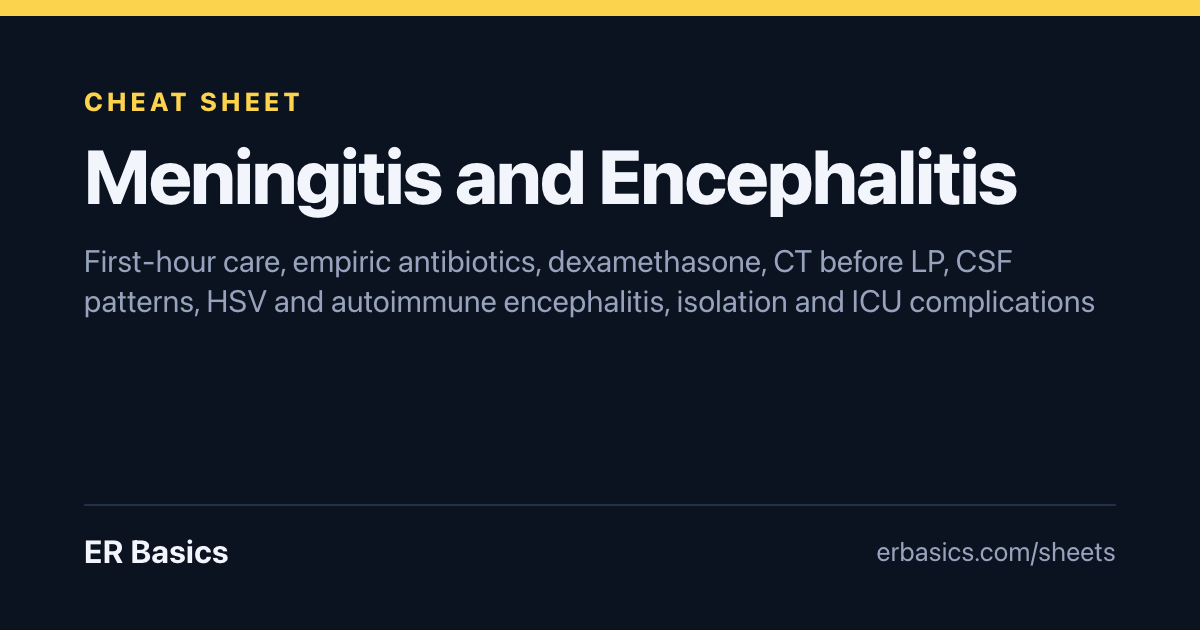 CHEAT SHEET
Meningitis and Encephalitis
First-hour care, empiric antibiotics, dexamethasone, CT before LP, CSF
patterns, HSV and autoimmune encephalitis, isolation and ICU complications
ER Basics
erbasics.com/sheets